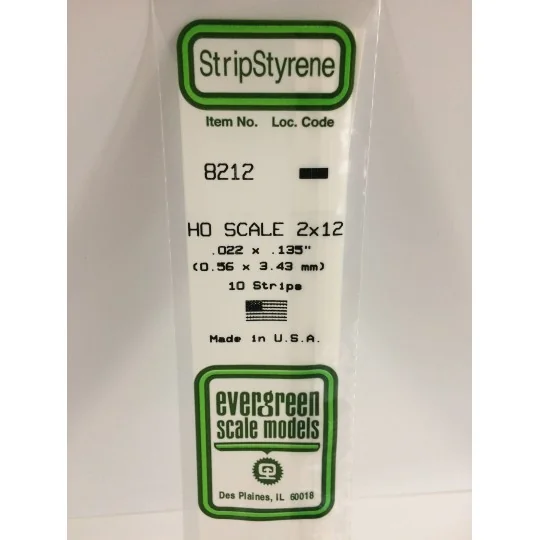 StripStyrene
Item No. Loc. Code
8212
HO SCALE 2x12
.022 x .135"
(0.56 x 3.43 mm)
10 Strips
Made in U.S.A.
evergreen
scale models
Des Plaines, IL 60018